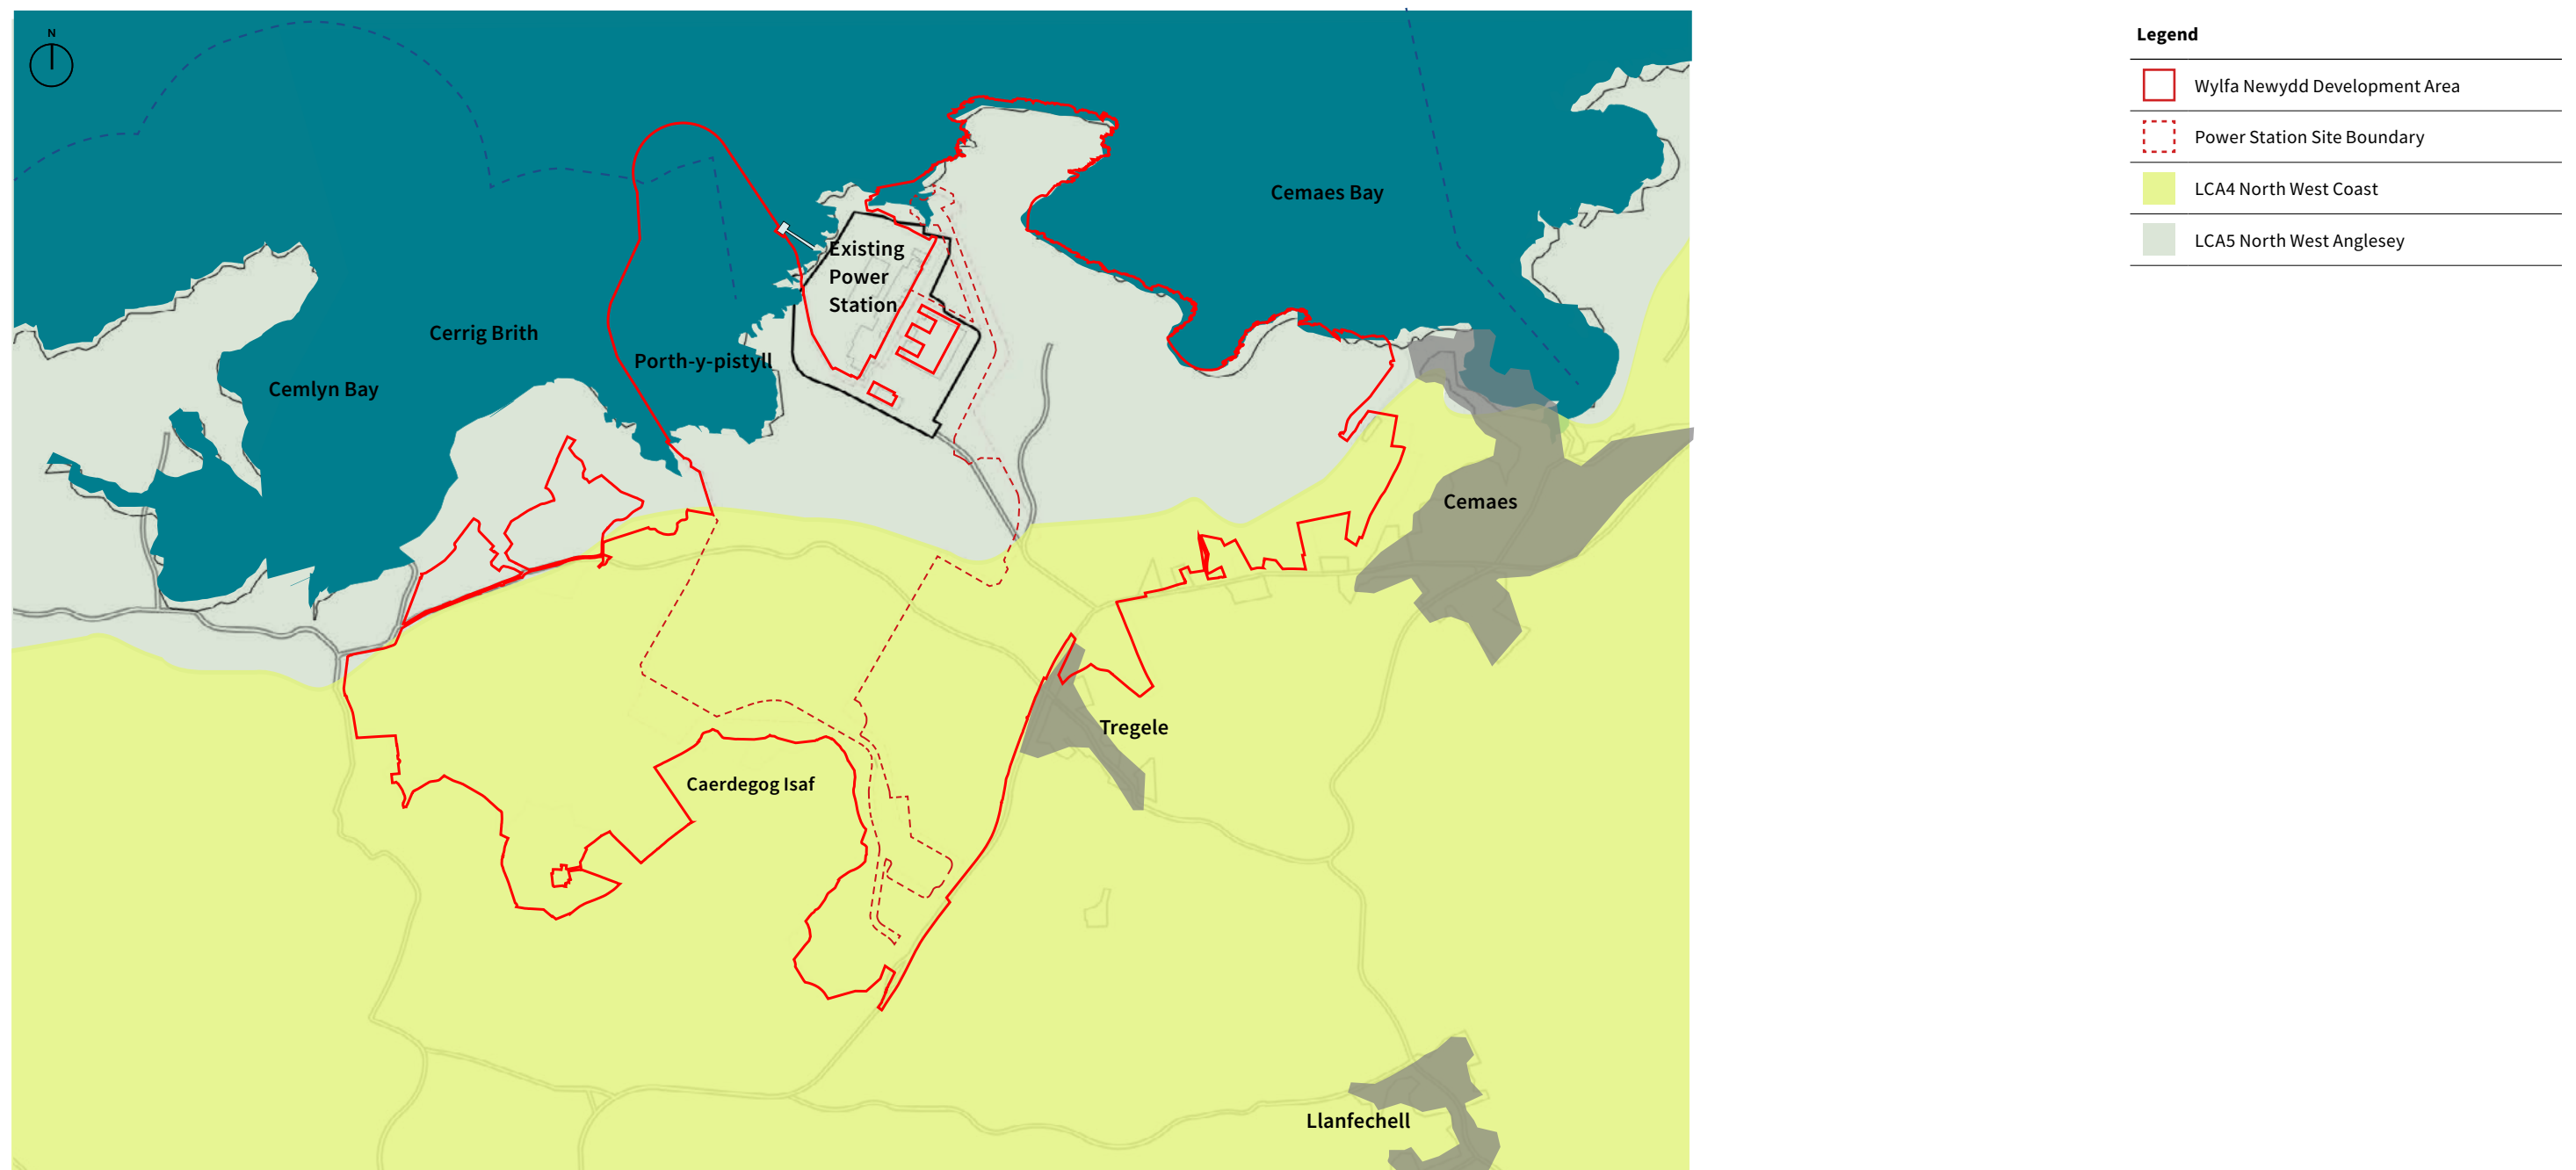 N
Cemaes Bay
Existing
Power
Station
Cerrig Brith
Porth-y-pistyll
Cemlyn Bay
Cemaes
Tregele
Caerdegog Isaf
Llanfechell
Legend
Wylfa Newydd Development Area
Power Station Site Boundary
LCA4 North West Coast
LCA5 North West Anglesey